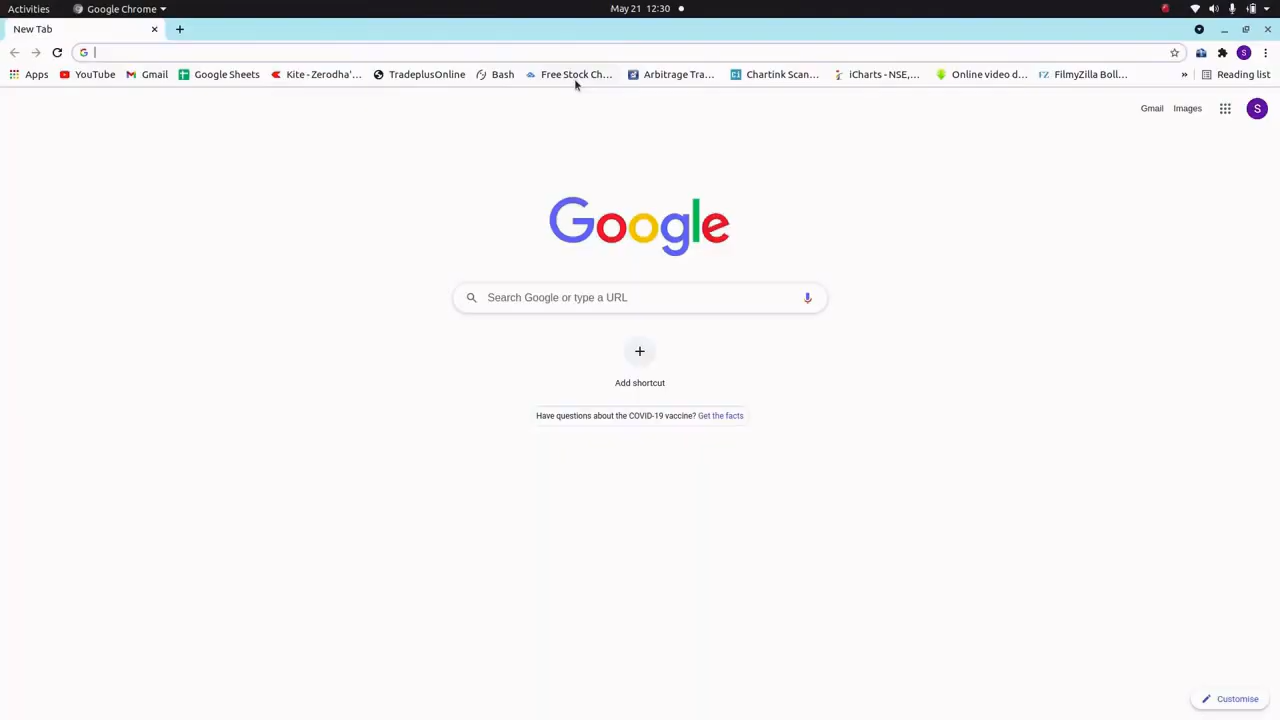 Activities Google Chrome May 21 12:30
New Tab
Apps YouTube Gmail Google Sheets Kite - Zerodha'... TradeplusOnline Bash Free Stock Ch... Arbitrage Tra... Chartink Scan... iCharts - NSE,... Online video d... FilmyZilla Boll... » Reading list
Gmail Images S
Google
Search Google or type a URL
Add shortcut
Have questions about the COVID-19 vaccine? Get the facts
Customise